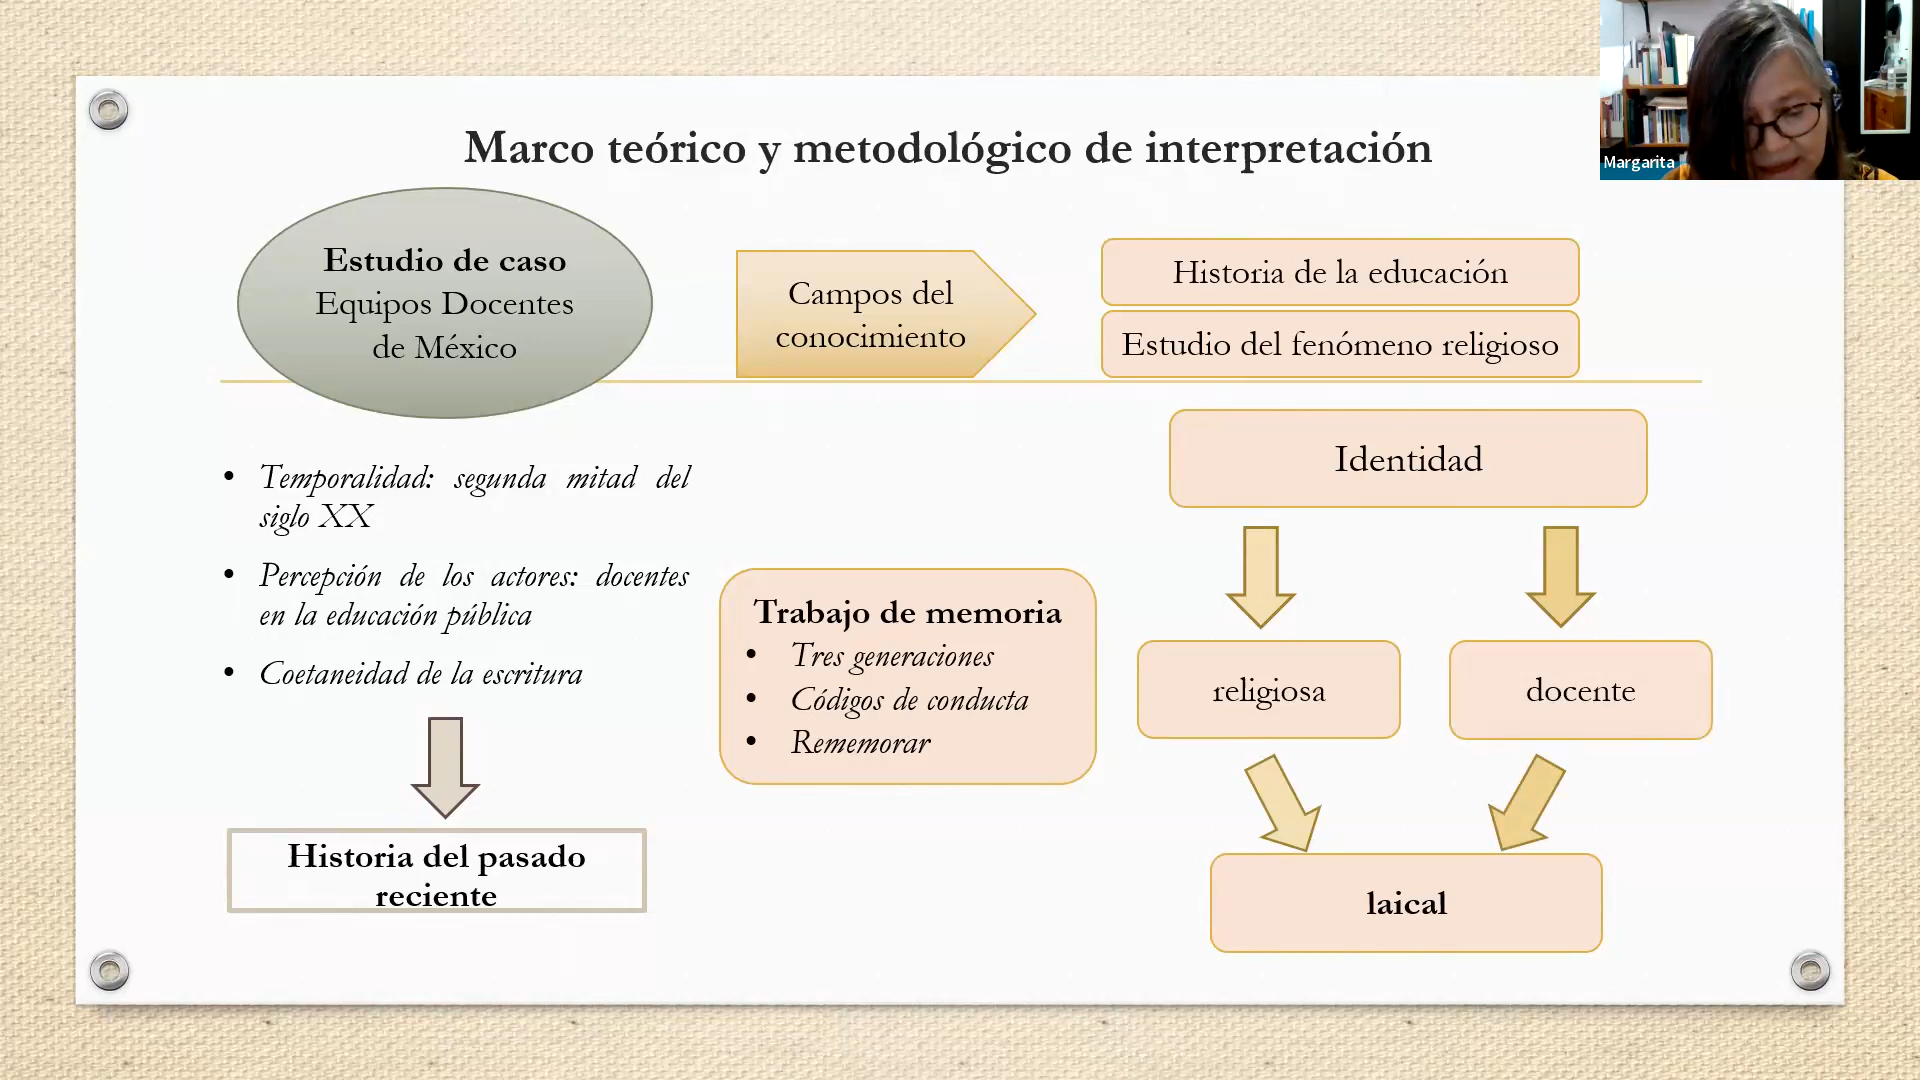 Marco teórico y metodológico de interpretación
Margarita
Estudio de caso
Equipos Docentes
de México
Campos del
conocimiento
Historia de la educación
Estudio del fenómeno religioso
• Temporalidad: segunda mitad del
siglo XX
• Percepción de los actores: docentes
en la educación pública
• Coetaneidad de la escritura
Historia del pasado
reciente
Trabajo de memoria
• Tres generaciones
• Códigos de conducta
• Rememorar
Identidad
religiosa
docente
laical